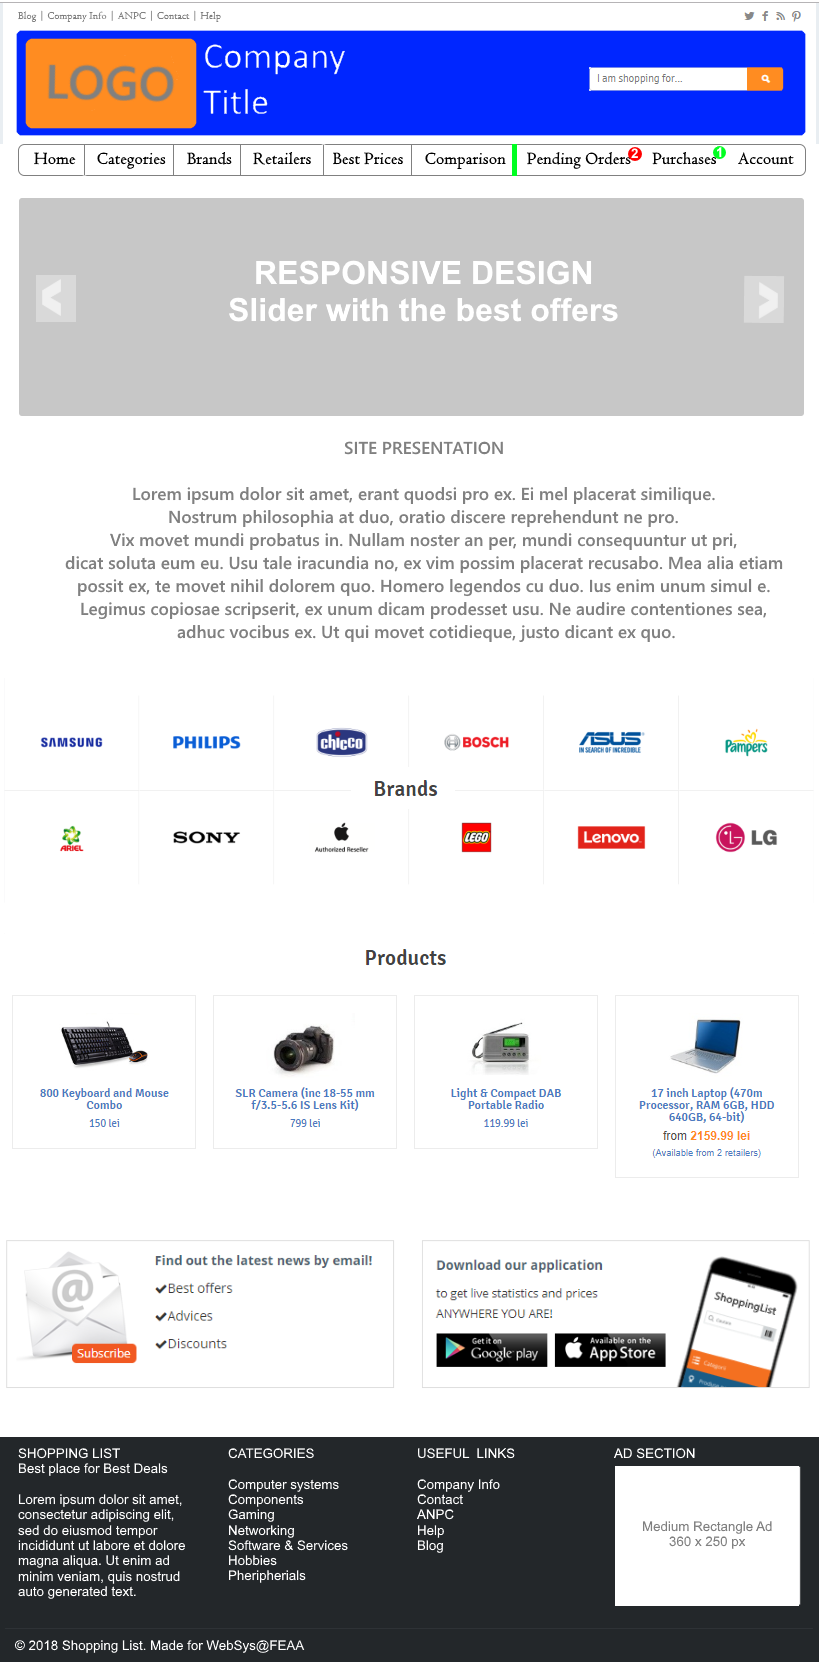 Blog | Company Info | ANPC | Contact | Help
LOGO
Company
Title
I am shopping for...
Home
Categories
Brands
Retailers
Best Prices
Comparison
Pending Orders 2
Purchases 1
Account
RESPONSIVE DESIGN
Slider with the best offers
SITE PRESENTATION
Lorem ipsum dolor sit amet, erant quodsi pro ex. Ei mel placerat similique.
Nostrum philosophia at duo, oratio discere reprehendunt ne pro.
Vix movet mundi probatus in. Nullam noster an per, mundi consequuntur ut pri,
dicat soluta eum eu. Usu tale iracundia no, ex vim possim placerat recusabo. Mea alia etiam
possit ex, te movet nihil dolorem quo. Homero legendos cu duo. Ius enim unum simul e.
Legimus copiosae scripserit, ex unum dicam prodesset usu. Ne audire contentiones sea,
adhuc vocibus ex. Ut qui movet cotidieque, justo dicant ex quo.
SAMSUNG
PHILIPS
chicco
BOSCH
ASUS
IN SEARCH OF INCREDIBLE
Pampers
Brands
ARIEL
SONY
Authorized Reseller
LEGO
Lenovo
LG
Products
800 Keyboard and Mouse
Combo
150 lei
SLR Camera (inc 18-55 mm
f/3.5-5.6 IS Lens Kit)
799 lei
Light & Compact DAB
Portable Radio
119.99 lei
17 inch Laptop (470m
Processor, RAM 6GB, HDD
640GB, 64-bit)
from 2159.99 lei
(Available from 2 retailers)
@
Subscribe
Find out the latest news by email!
Best offers
Advices
Discounts
Download our application
to get live statistics and prices
ANYWHERE YOU ARE!
Get it on
Google play
Available on the
App Store
ShoppingList
Categorii
SHOPPING LIST
Best place for Best Deals
Lorem ipsum dolor sit amet,
consectetur adipiscing elit,
sed do eiusmod tempor
incididunt ut labore et dolore
magna aliqua. Ut enim ad
minim veniam, quis nostrud
auto generated text.
CATEGORIES
Computer systems
Components
Gaming
Networking
Software & Services
Hobbies
Pheripherials
USEFUL LINKS
Company Info
Contact
ANPC
Help
Blog
AD SECTION
Medium Rectangle Ad
360 x 250 px
© 2018 Shopping List. Made for WebSys@FEAA